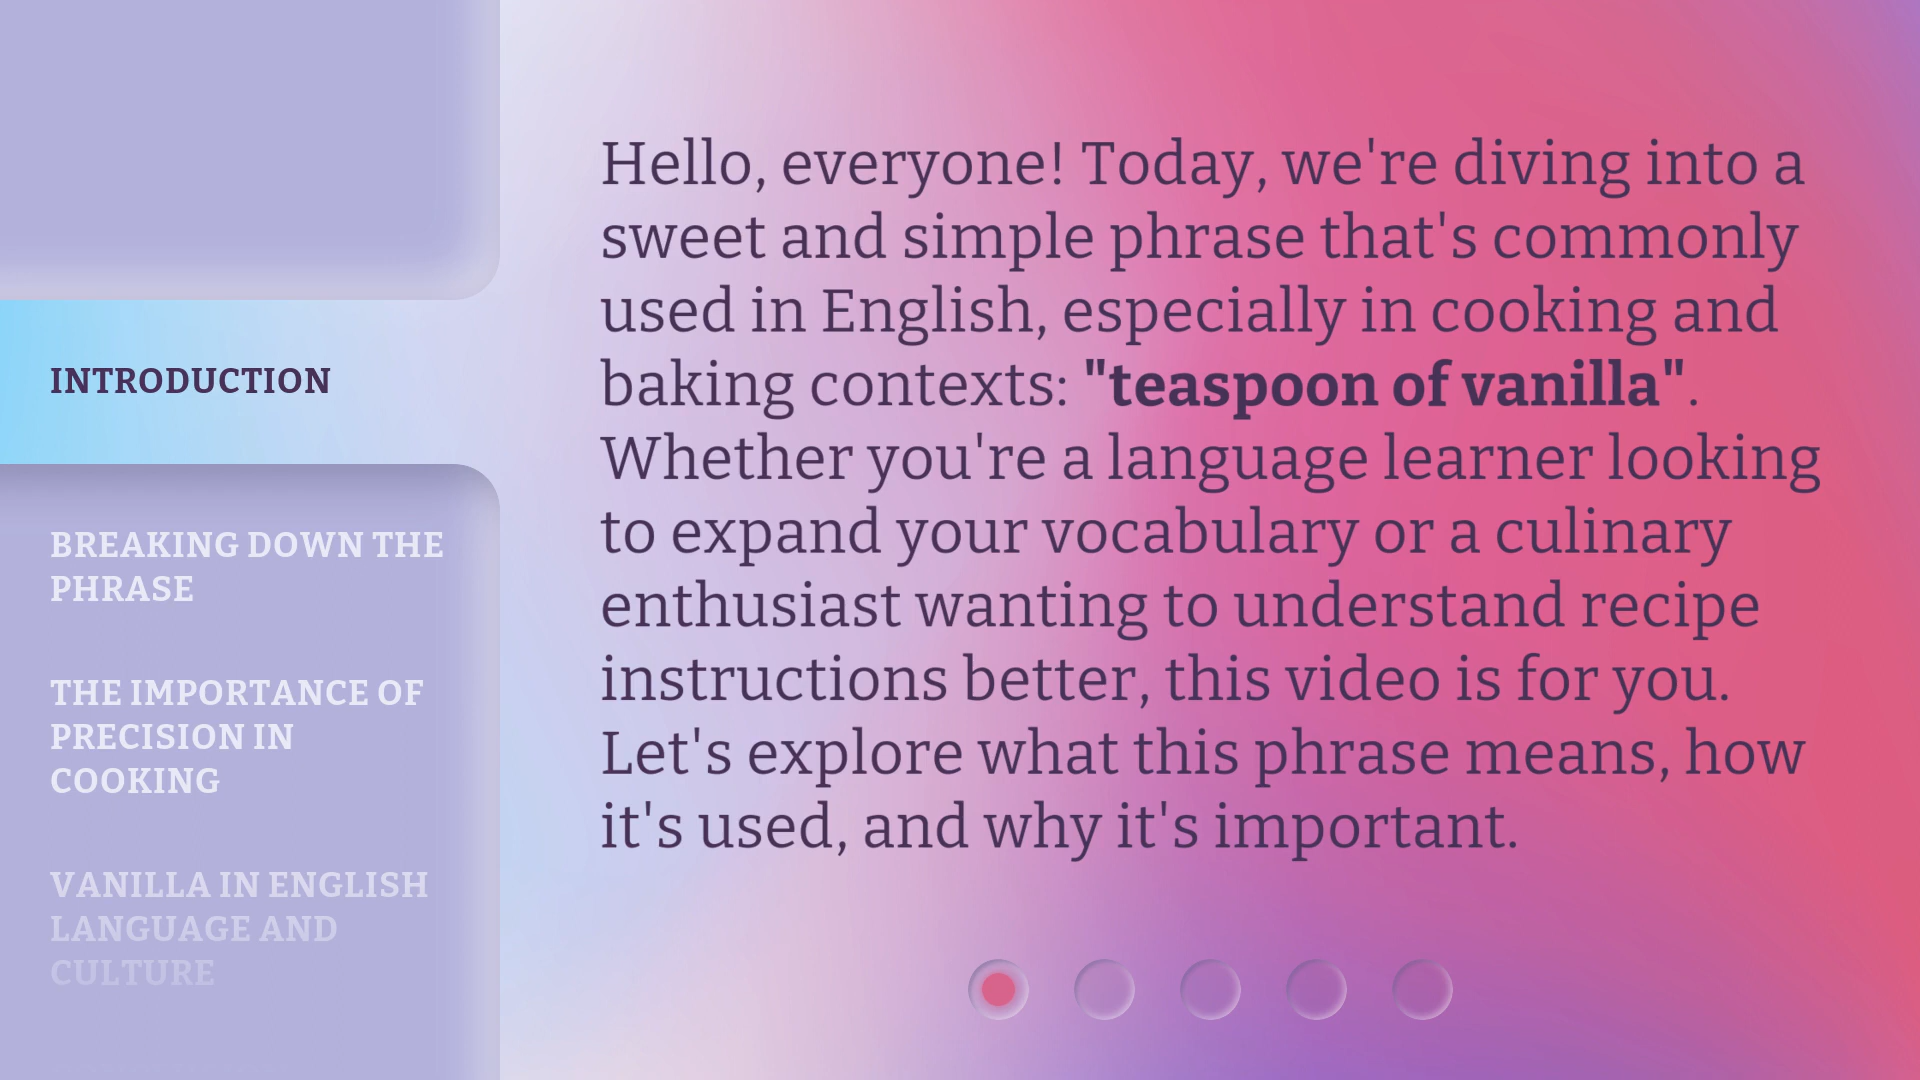 INTRODUCTION
BREAKING DOWN THE
PHRASE
THE IMPORTANCE OF
PRECISION IN
COOKING
VANILLA IN ENGLISH
LANGUAGE AND
CULTURE
Hello, everyone! Today, we're diving into a
sweet and simple phrase that's commonly
used in English, especially in cooking and
baking contexts: "teaspoon of vanilla".
Whether you're a language learner looking
to expand your vocabulary or a culinary
enthusiast wanting to understand recipe
instructions better, this video is for you.
Let's explore what this phrase means, how
it's used, and why it's important.